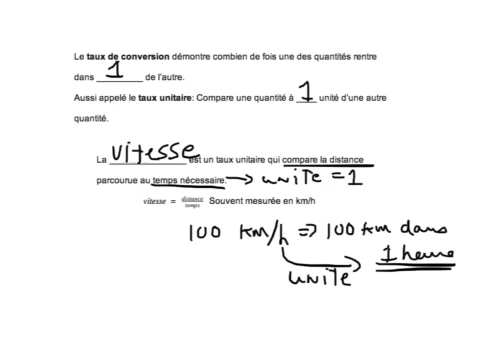 Le taux de conversion démontre combien de fois une des quantités rentre
dans 1 de l'autre.
Aussi appelé le taux unitaire: Compare une quantité à 1 unité d'une autre
quantité.
La vitesse est un taux unitaire qui compare la distance
parcourue au temps nécessaire. → unite = 1
vitesse = distance/temps Souvent mesurée en km/h
100 km/h ⇒ 100 km dans
1 heure
unite